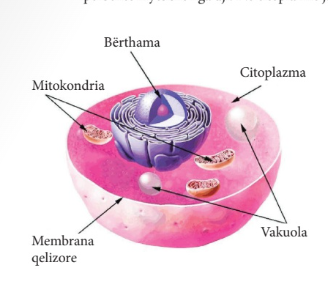 Bërthama
Citoplazma
Mitokondria
Vakuola
Membrana
qelizore